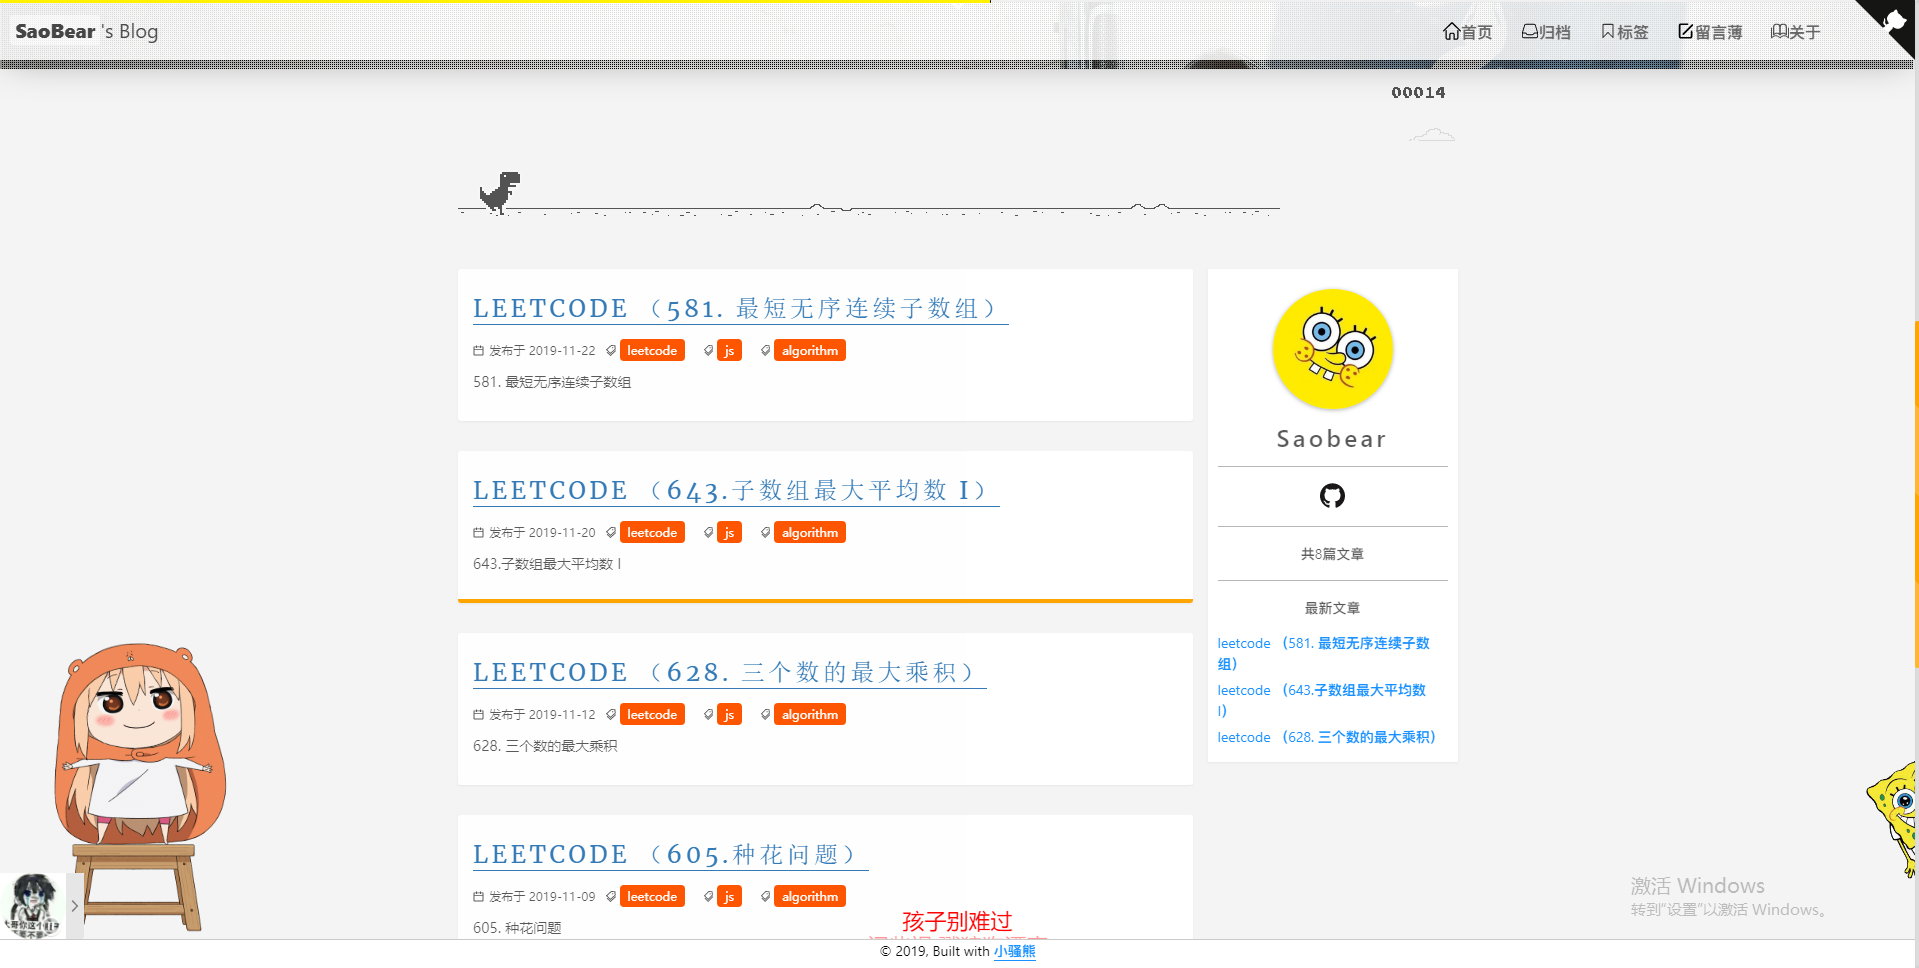 SaoBear 's Blog
首页
归档
标签
留言薄
关于
00014
LEETCODE （581. 最短无序连续子数组）
发布于 2019-11-22 leetcode js algorithm
581. 最短无序连续子数组
LEETCODE （643.子数组最大平均数 I）
发布于 2019-11-20 leetcode js algorithm
643.子数组最大平均数 I
LEETCODE （628. 三个数的最大乘积）
发布于 2019-11-12 leetcode js algorithm
628. 三个数的最大乘积
LEETCODE （605.种花问题）
发布于 2019-11-09 leetcode js algorithm
605. 种花问题
Saobear
共8篇文章
最新文章
leetcode （581. 最短无序连续子数
组）
leetcode （643.子数组最大平均数
I）
leetcode （628. 三个数的最大乘积）
激活 Windows
转到“设置”以激活 Windows。
孩子别难过
© 2019, Built with 小骚熊